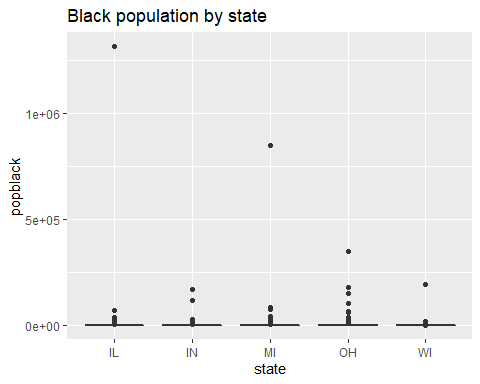 Black population by state
popblack
1e+06
5e+05
0e+00
IL IN MI OH WI
state